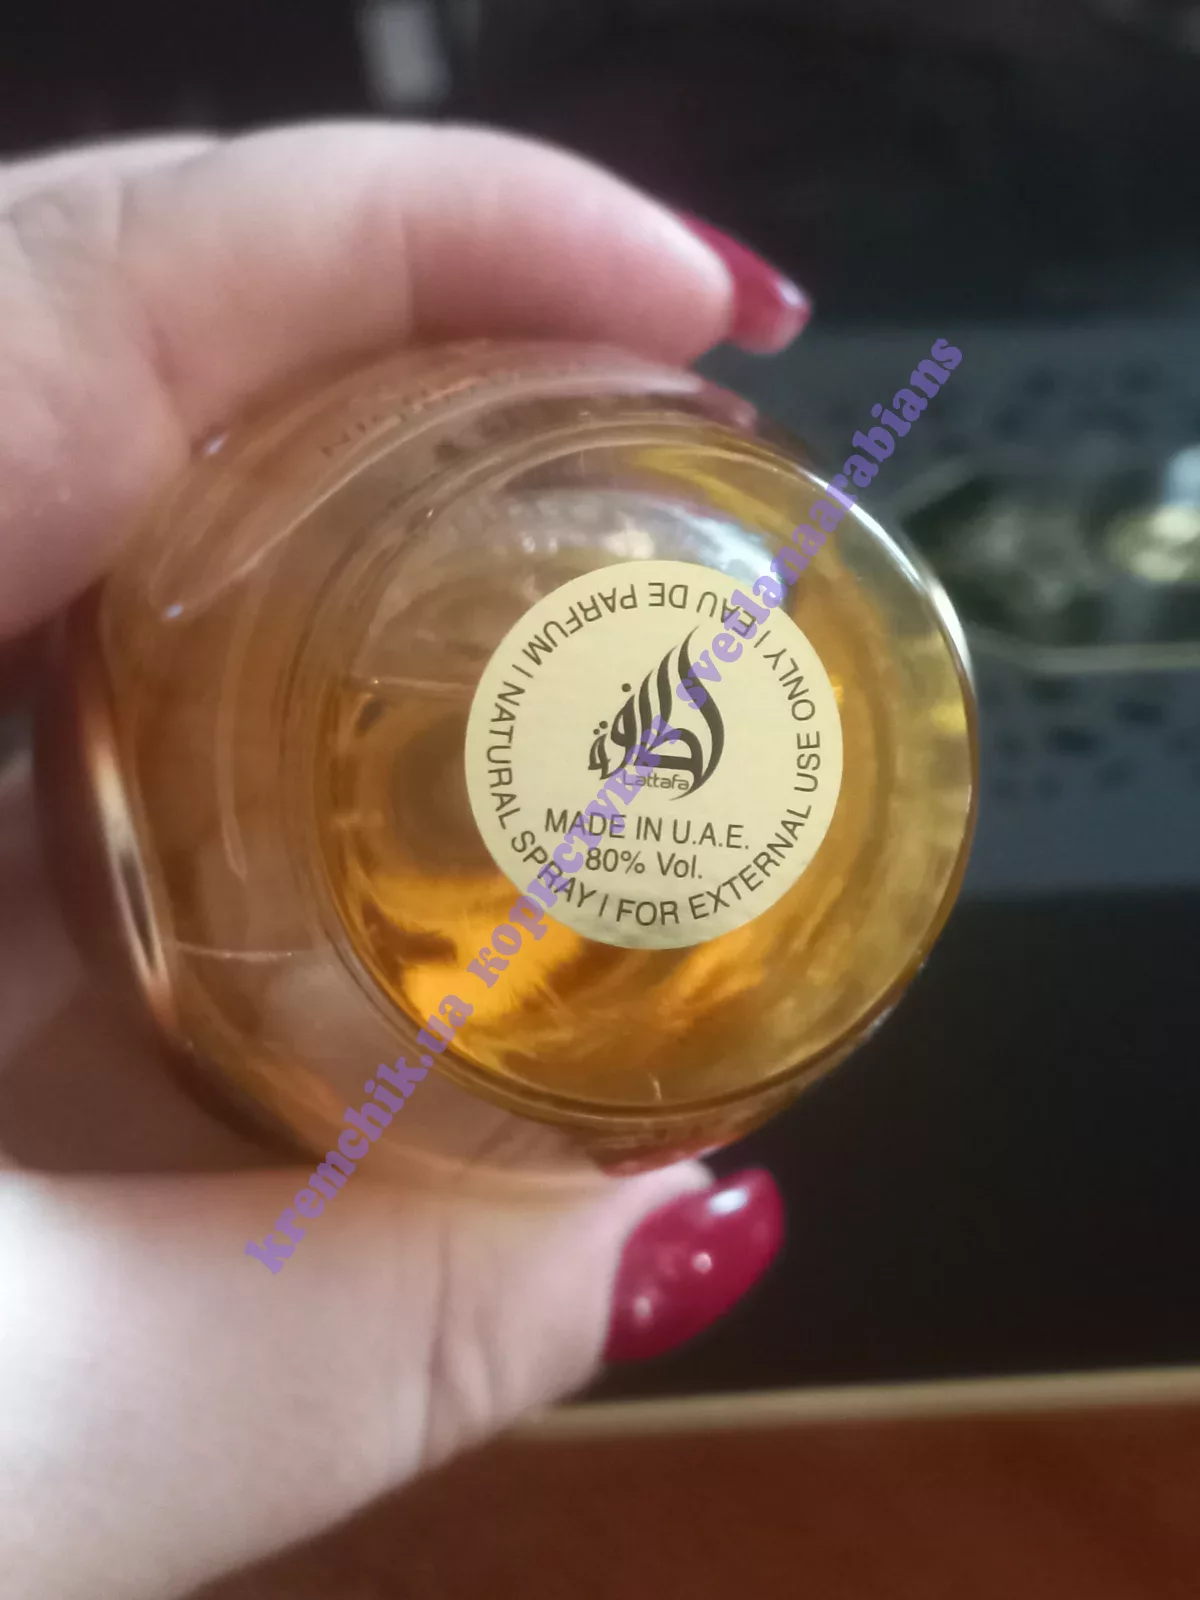 EAU DE PARFUM | NATURAL SPRAY | FOR EXTERNAL USE ONLY |
لطافة
Lattafa
MADE IN U.A.E.
80% Vol.
kremchik.ua користувач svetlanaarabians